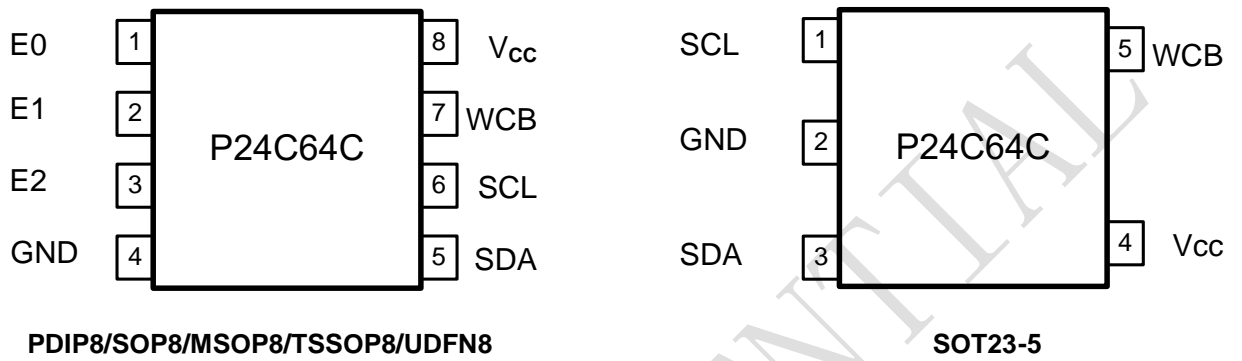 E0 1 8 Vcc
E1 2 7 WCB
P24C64C
E2 3 6 SCL
GND 4 5 SDA
PDIP8/SOP8/MSOP8/TSSOP8/UDFN8
SCL 1 5 WCB
GND 2 P24C64C
SDA 3 4 Vcc
SOT23-5
NTIAL